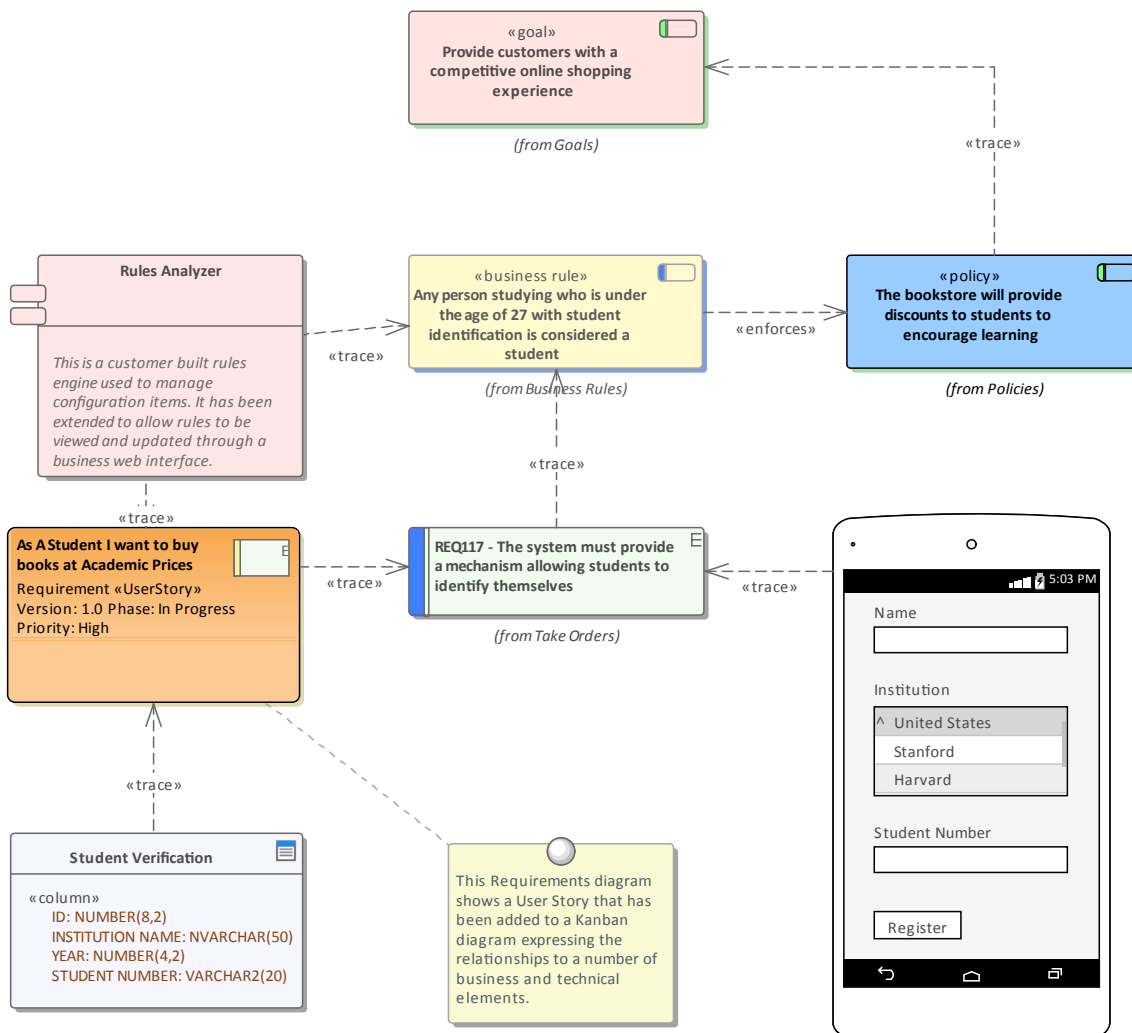 «goal»
Provide customers with a
competitive online shopping
experience
(from Goals)
«trace»
Rules Analyzer
This is a customer built rules
engine used to manage
configuration items. It has been
extended to allow rules to be
viewed and updated through a
business web interface.
«trace»
«business rule»
Any person studying who is under
the age of 27 with student
identification is considered a
student
(from Business Rules)
«enforces»
«policy»
The bookstore will provide
discounts to students to
encourage learning
(from Policies)
«trace»
«trace»
As A Student I want to buy
books at Academic Prices
E
Requirement «UserStory»
Version: 1.0 Phase: In Progress
Priority: High
«trace»
REQ117 - The system must provide
a mechanism allowing students to
identify themselves
E
(from Take Orders)
«trace»
5:03 PM
Name
Institution
^ United States
Stanford
Harvard
Student Number
Register
«trace»
Student Verification
«column»
ID: NUMBER(8,2)
INSTITUTION NAME: NVARCHAR(50)
YEAR: NUMBER(4,2)
STUDENT NUMBER: VARCHAR2(20)
This Requirements diagram
shows a User Story that has
been added to a Kanban
diagram expressing the
relationships to a number of
business and technical
elements.